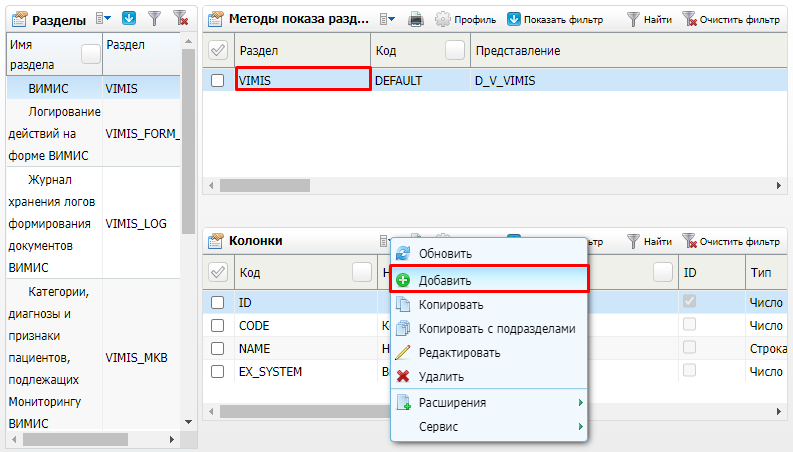 Разделы
Имя раздела
Раздел
ВИМИС
VIMIS
Логирование
действий на
форме ВИМИС
VIMIS_FORM_
Журнал
хранения логов
формирования
документов
ВИМИС
VIMIS_LOG
Категории,
диагнозы и
признаки
пациентов,
подлежащих
Мониторингу
ВИМИС
VIMIS_MKB
Методы показа разд... Профиль Показать фильтр Найти Очистить фильтр
Раздел Код Представление
VIMIS DEFAULT D_V_VIMIS
Колонки тр Найти Очистить фильтр
Код Н ID Тип
ID Число
CODE К Число
NAME Н Строка
EX_SYSTEM В Число
Обновить
Добавить
Копировать
Копировать с подразделами
Редактировать
Удалить
Расширения
Сервис